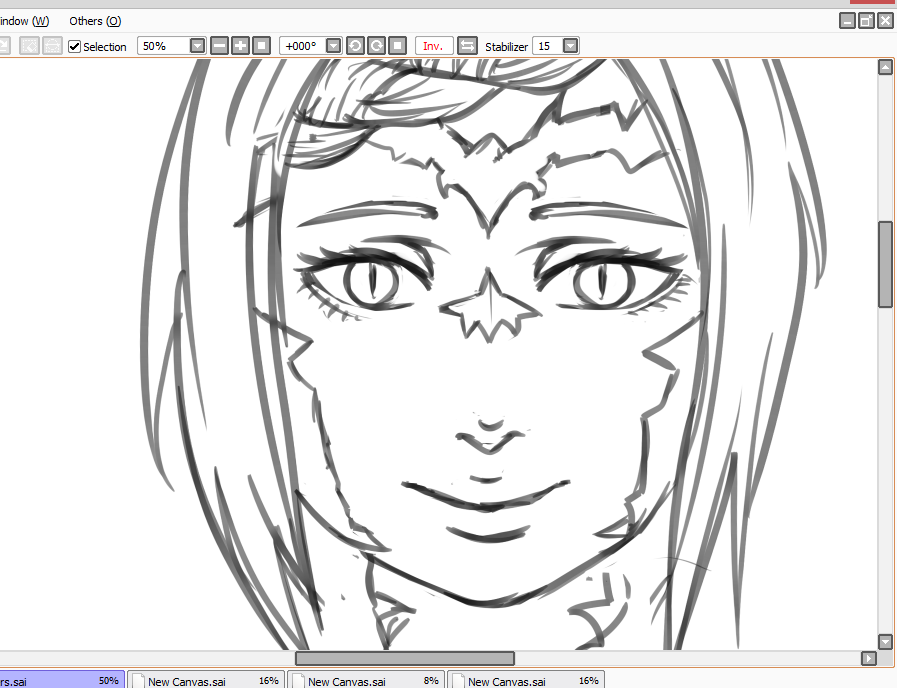 indow (W) Others (O)
Selection 50% +000° Inv. Stabilizer 15
rs.sai 50% New Canvas.sai 16% New Canvas.sai 8% New Canvas.sai 16%